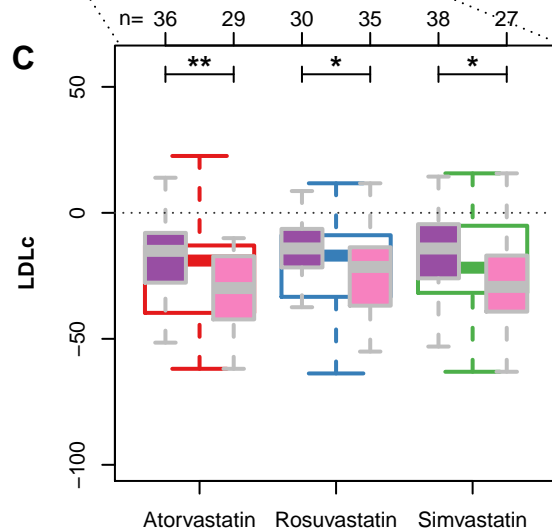 n= 36 29 30 35 38 27
C
** * *
50
0
−50
−100
LDLc
Atorvastatin Rosuvastatin Simvastatin